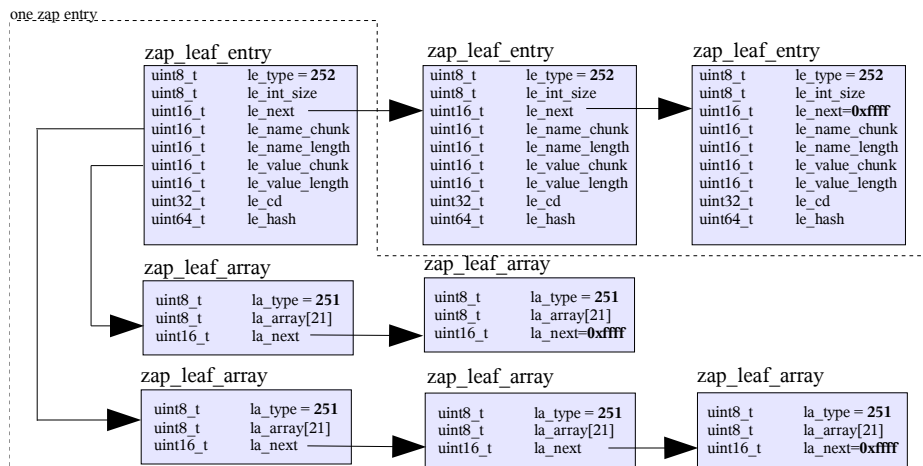 one zap entry
zap_leaf_entry
uint8_t le_type = 252
uint8_t le_int_size
uint16_t le_next
uint16_t le_name_chunk
uint16_t le_name_length
uint16_t le_value_chunk
uint16_t le_value_length
uint32_t le_cd
uint64_t le_hash
zap_leaf_entry
uint8_t le_type = 252
uint8_t le_int_size
uint16_t le_next
uint16_t le_name_chunk
uint16_t le_name_length
uint16_t le_value_chunk
uint16_t le_value_length
uint32_t le_cd
uint64_t le_hash
zap_leaf_entry
uint8_t le_type = 252
uint8_t le_int_size
uint16_t le_next=0xffff
uint16_t le_name_chunk
uint16_t le_name_length
uint16_t le_value_chunk
uint16_t le_value_length
uint32_t le_cd
uint64_t le_hash
zap_leaf_array
uint8_t la_type = 251
uint8_t la_array[21]
uint16_t la_next
zap_leaf_array
uint8_t la_type = 251
uint8_t la_array[21]
uint16_t la_next=0xffff
zap_leaf_array
uint8_t la_type = 251
uint8_t la_array[21]
uint16_t la_next
zap_leaf_array
uint8_t la_type = 251
uint8_t la_array[21]
uint16_t la_next
zap_leaf_array
uint8_t la_type = 251
uint8_t la_array[21]
uint16_t la_next=0xffff